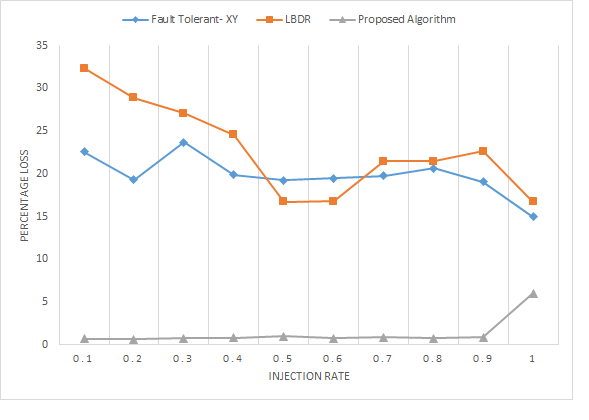 Fault Tolerant- XY LBDR Proposed Algorithm
35
30
25
20
15
10
5
0
PERCENTAGE LOSS
0.1 0.2 0.3 0.4 0.5 0.6 0.7 0.8 0.9 1
INJECTION RATE